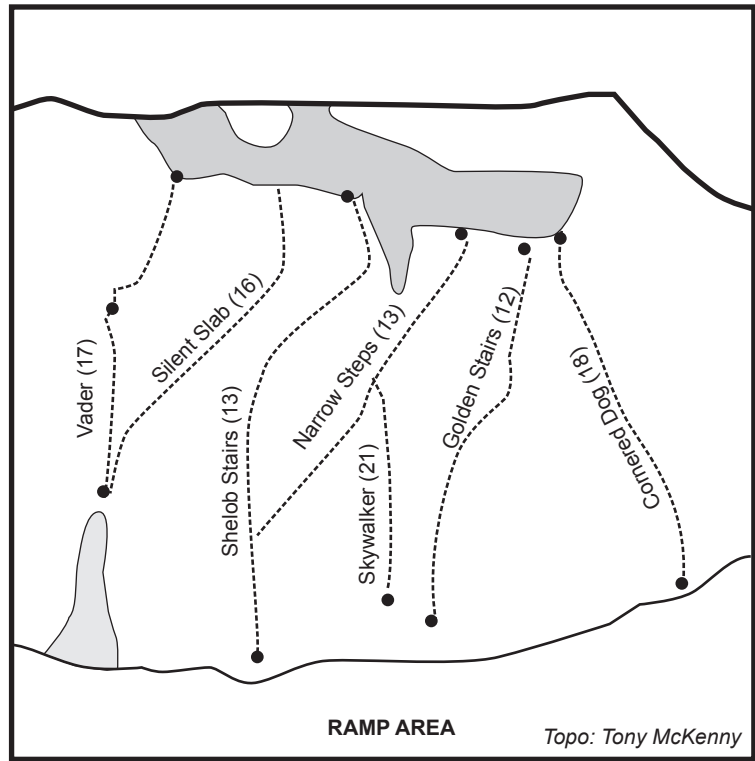 Vader (17)
Silent Slab (16)
Shelob Stairs (13)
Narrow Steps (13)
Skywalker (21)
Golden Stairs (12)
Cornered Dog (18)
RAMP AREA
Topo: Tony McKenny